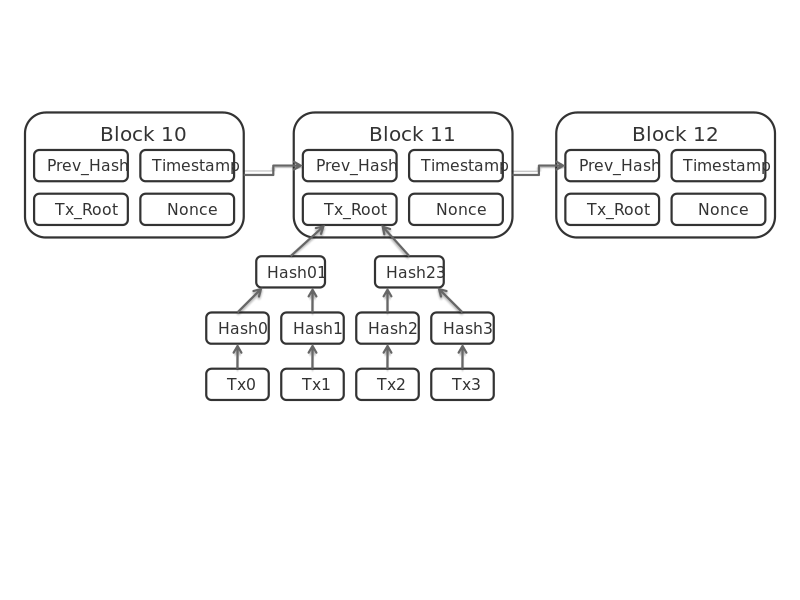 Block 10
Block 11
Block 12
Prev_Hash
Timestamp
Prev_Hash
Timestamp
Prev_Hash
Timestamp
Tx_Root
Nonce
Tx_Root
Nonce
Tx_Root
Nonce
Hash01
Hash23
Hash0
Hash1
Hash2
Hash3
Tx0
Tx1
Tx2
Tx3